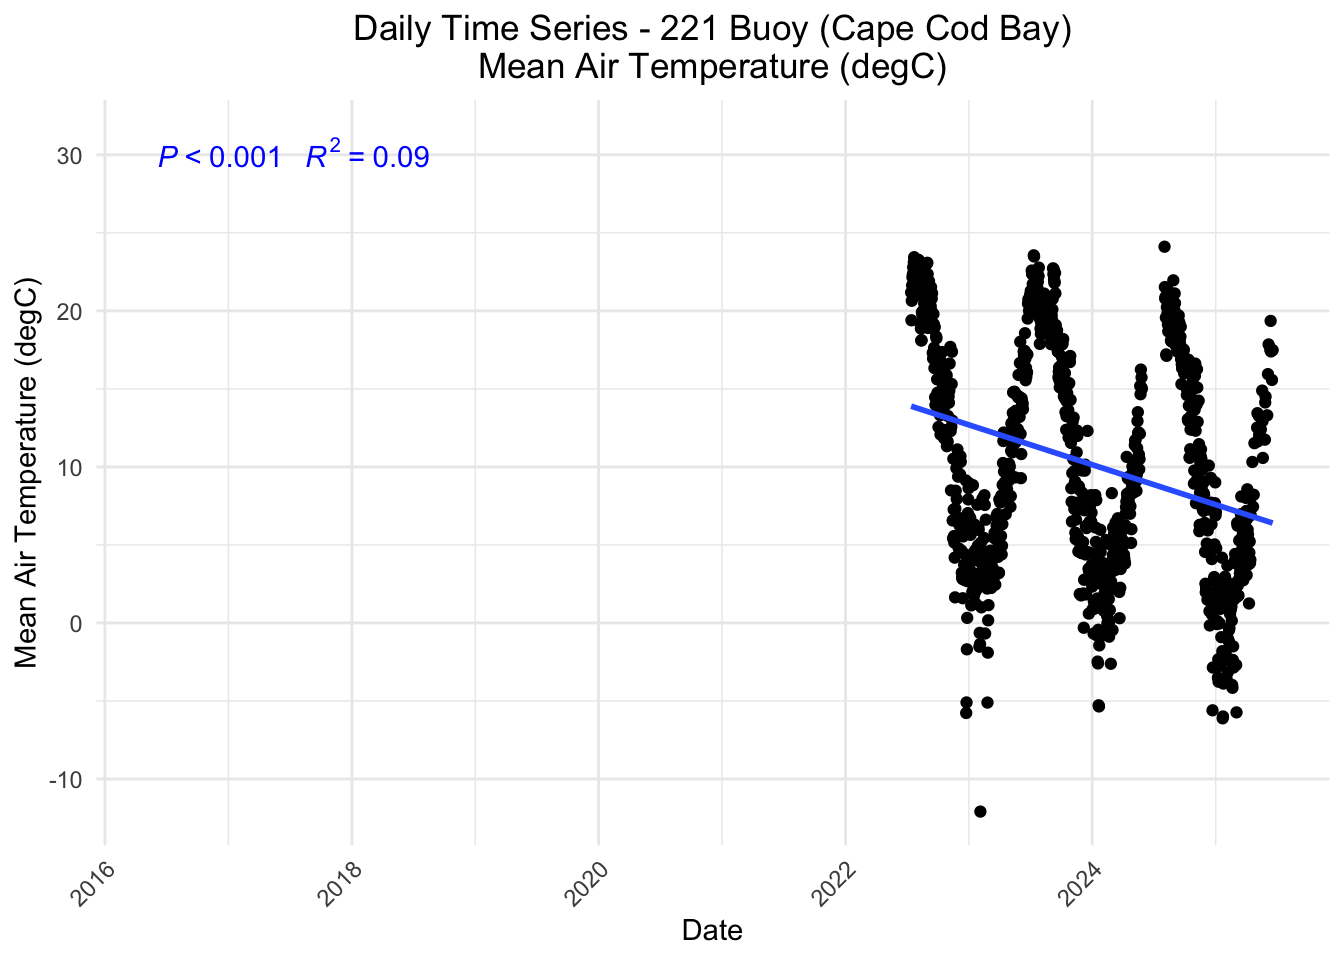 Daily Time Series - 221 Buoy (Cape Cod Bay)
Mean Air Temperature (degC)
P < 0.001 R² = 0.09
30
20
10
0
-10
Mean Air Temperature (degC)
2016
2018
2020
2022
2024
Date